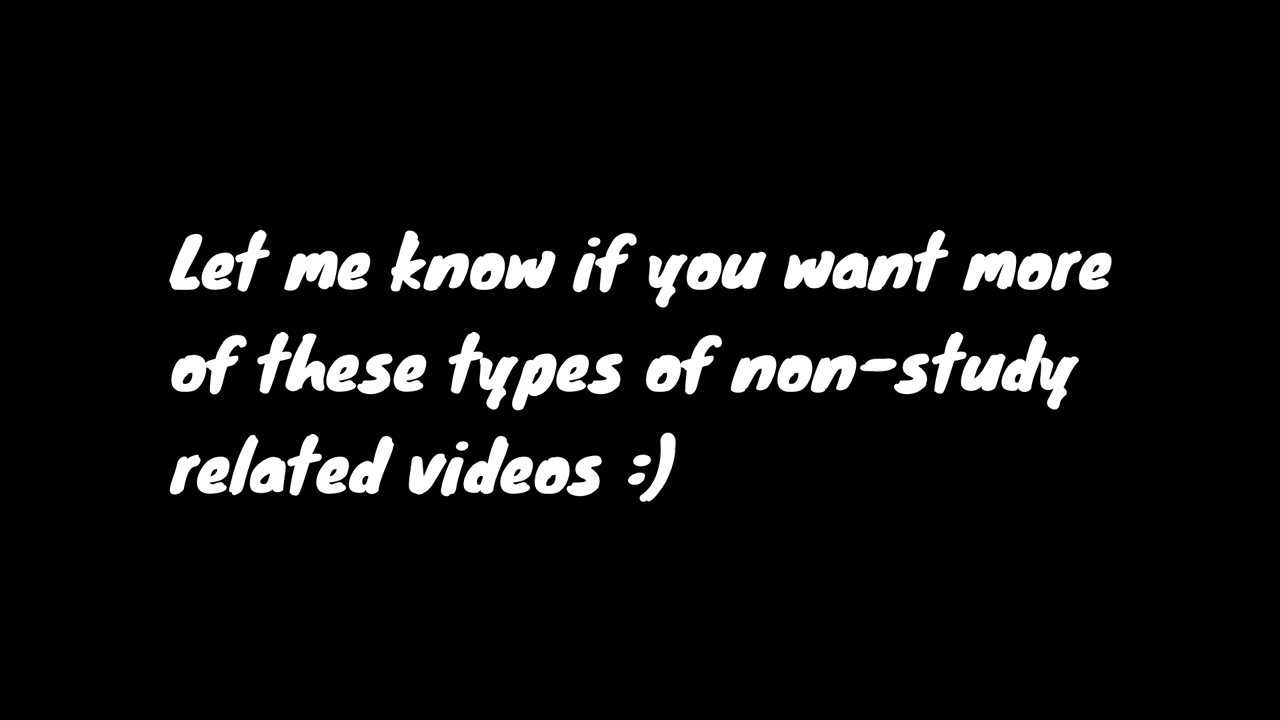 Let me know if you want more
of these types of non-study
related videos :)